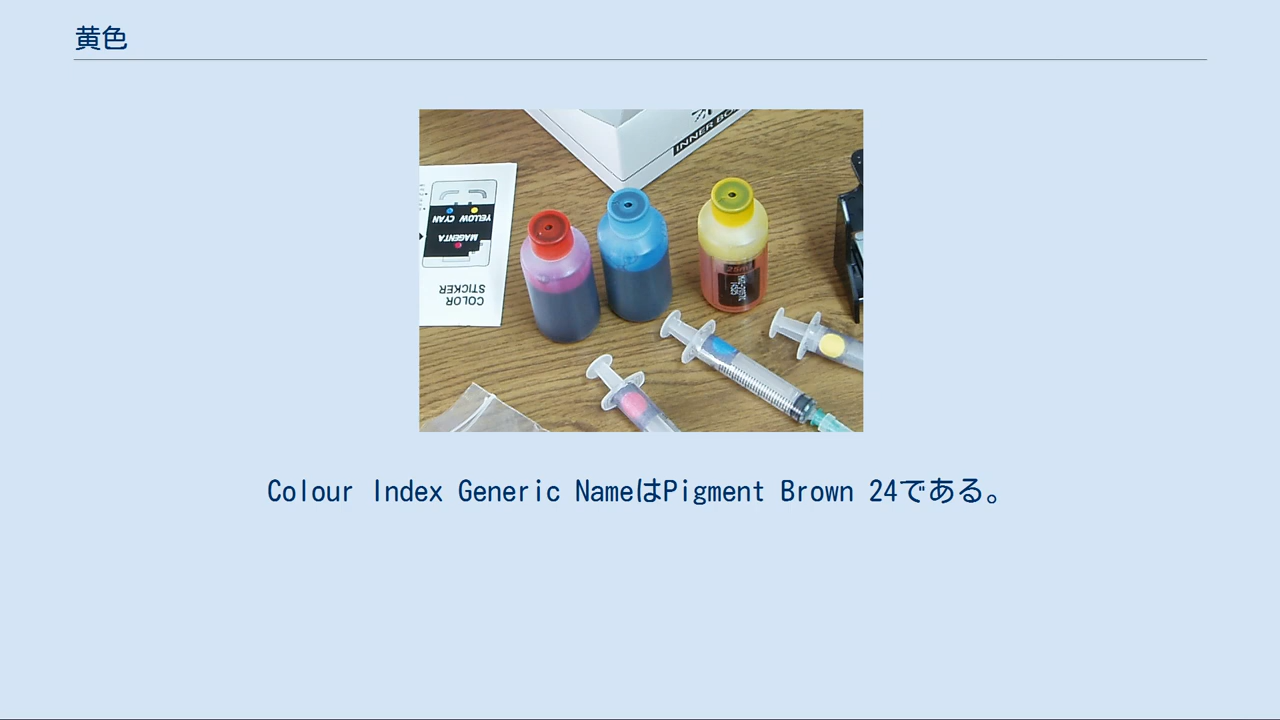 黄色
INNER BO
YELLOW CYAN
MAGENTA
COLOR
STICKER
Colour Index Generic NameはPigment Brown 24である。